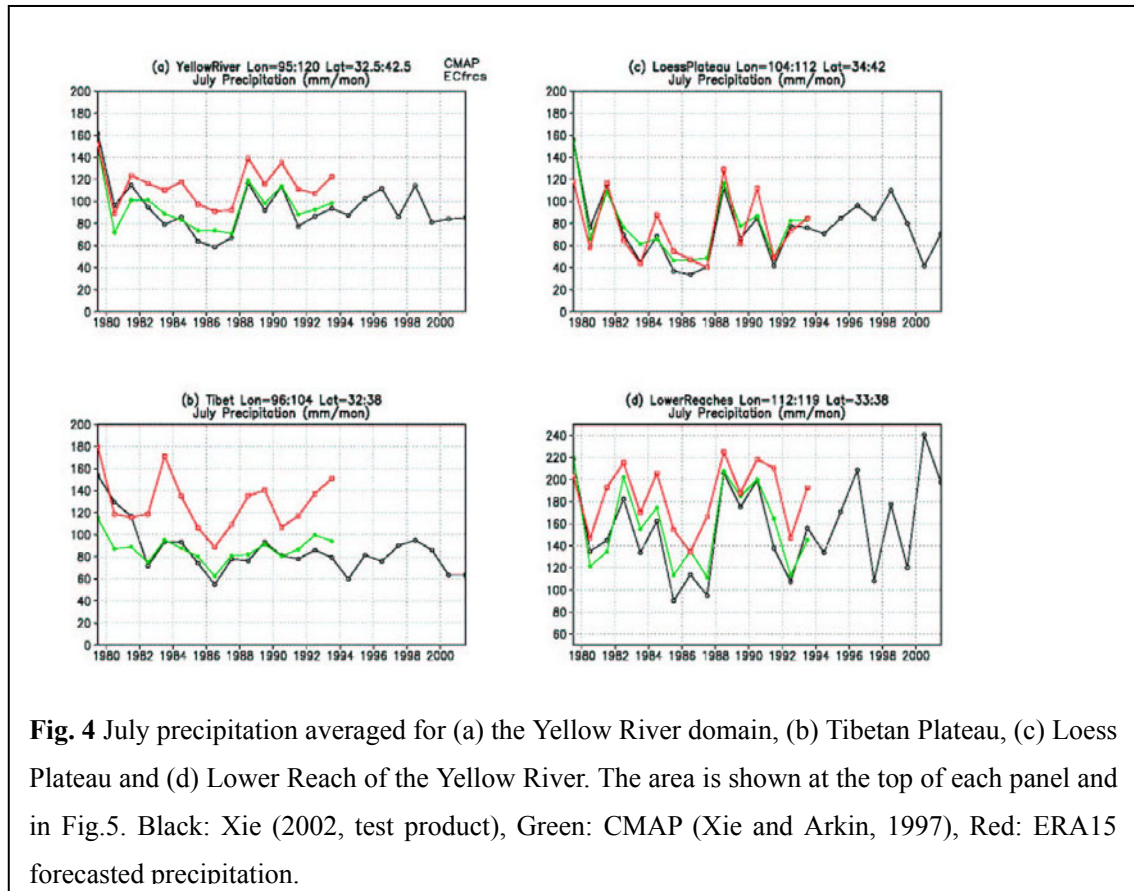 (a) YellowRiver Lon=95:120 Lat=32.5:42.5
July Precipitation (mm/mon)
CMAP
ECfrcs
200
180
160
140
120
100
80
60
40
20
0
1980 1982 1984 1986 1988 1990 1992 1994 1996 1998 2000
(c) LoessPlateau Lon=104:112 Lat=34:42
July Precipitation (mm/mon)
200
180
160
140
120
100
80
60
40
20
0
1980 1982 1984 1986 1988 1990 1992 1994 1996 1998 2000
(b) Tibet Lon=96:104 Lat=32:38
July Precipitation (mm/mon)
200
180
160
140
120
100
80
60
40
20
0
1980 1982 1984 1986 1988 1990 1992 1994 1996 1998 2000
(d) LowerReaches Lon=112:119 Lat=33:38
July Precipitation (mm/mon)
240
220
200
180
160
140
120
100
80
60
1980 1982 1984 1986 1988 1990 1992 1994 1996 1998 2000
Fig. 4 July precipitation averaged for (a) the Yellow River domain, (b) Tibetan Plateau, (c) Loess
Plateau and (d) Lower Reach of the Yellow River. The area is shown at the top of each panel and
in Fig.5. Black: Xie (2002, test product), Green: CMAP (Xie and Arkin, 1997), Red: ERA15
forecasted precipitation.